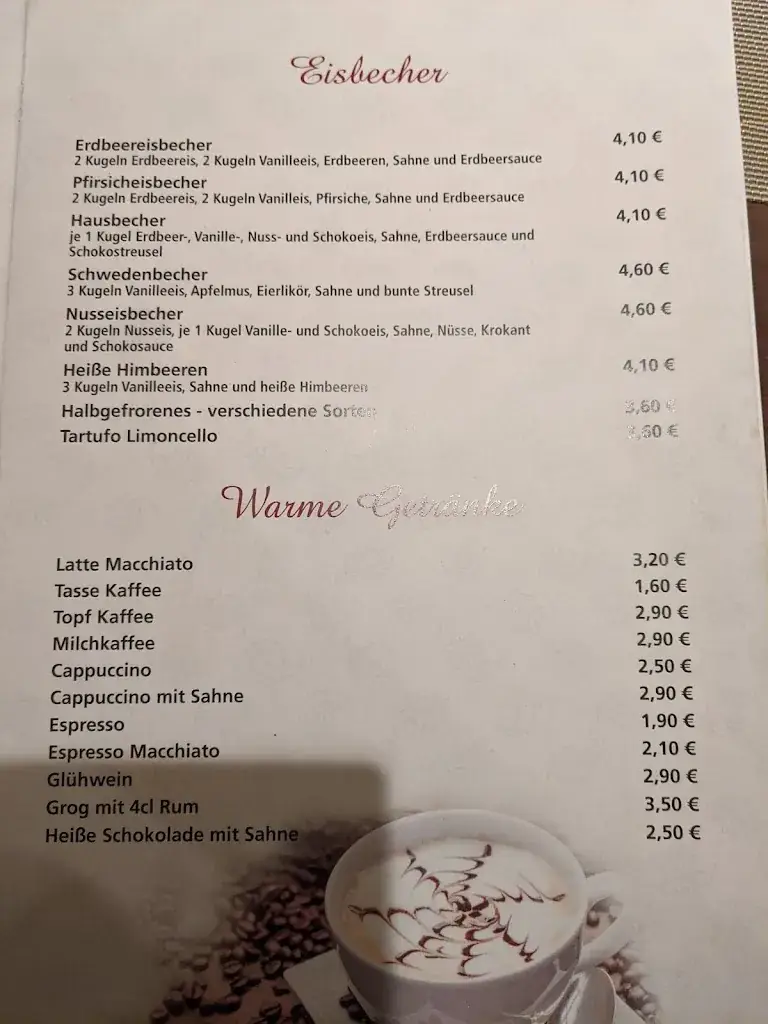 Eisbecher
Erdbeereisbecher 4,10 €
2 Kugeln Erdbeereis, 2 Kugeln Vanilleeis, Erdbeeren, Sahne und Erdbeersauce
Pfirsicheisbecher 4,10 €
2 Kugeln Erdbeereis, 2 Kugeln Vanilleis, Pfirsiche, Sahne und Erdbeersauce
Hausbecher 4,10 €
je 1 Kugel Erdbeer-, Vanille-, Nuss- und Schokoeis, Sahne, Erdbeersauce und
Schokostreusel
Schwedenbecher 4,60 €
3 Kugeln Vanilleeis, Apfelmus, Eierlikör, Sahne und bunte Streusel
Nusseisbecher 4,60 €
2 Kugeln Nusseis, je 1 Kugel Vanille- und Schokoeis, Sahne, Nüsse, Krokant
und Schokosauce
Heiße Himbeeren 4,10 €
3 Kugeln Vanilleeis, Sahne und heiße Himbeeren
Halbgefrorenes - verschiedene Sorten 3,60 €
Tartufo Limoncello
Warme Getränke
Latte Macchiato 3,20 €
Tasse Kaffee 1,60 €
Topf Kaffee 2,90 €
Milchkaffee 2,90 €
Cappuccino 2,50 €
Cappuccino mit Sahne 2,90 €
Espresso 1,90 €
Espresso Macchiato 2,10 €
Glühwein 2,90 €
Grog mit 4cl Rum 3,50 €
Heiße Schokolade mit Sahne 2,50 €